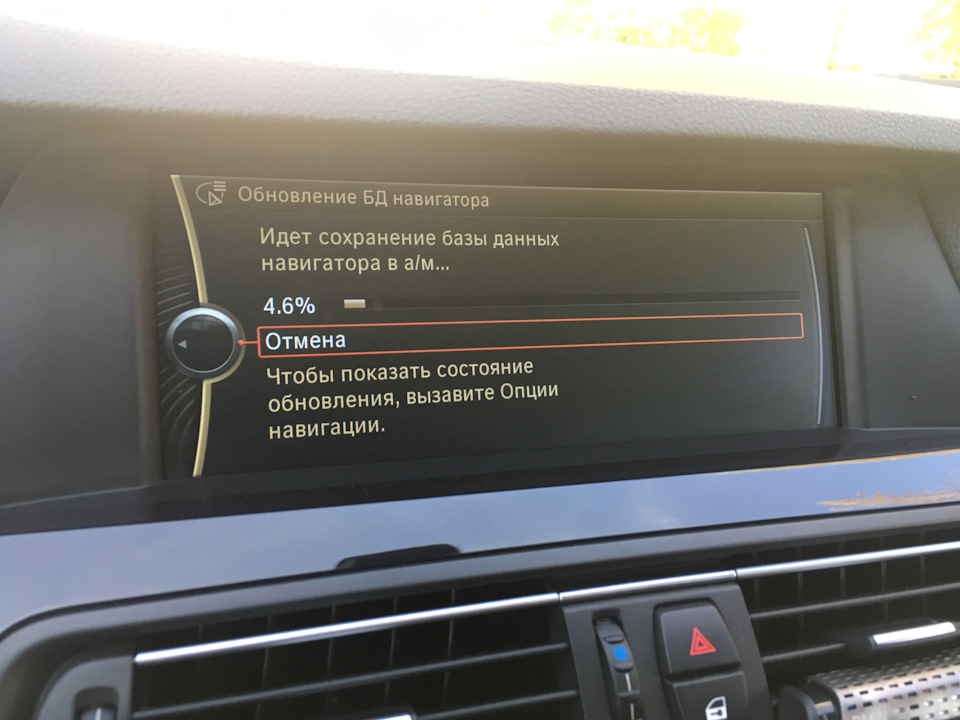 Обновление БД навигатора
Идет сохранение базы данных
навигатора в а/м...
4.6%
Отмена
Чтобы показать состояние
обновления, вызавите Опции
навигации.